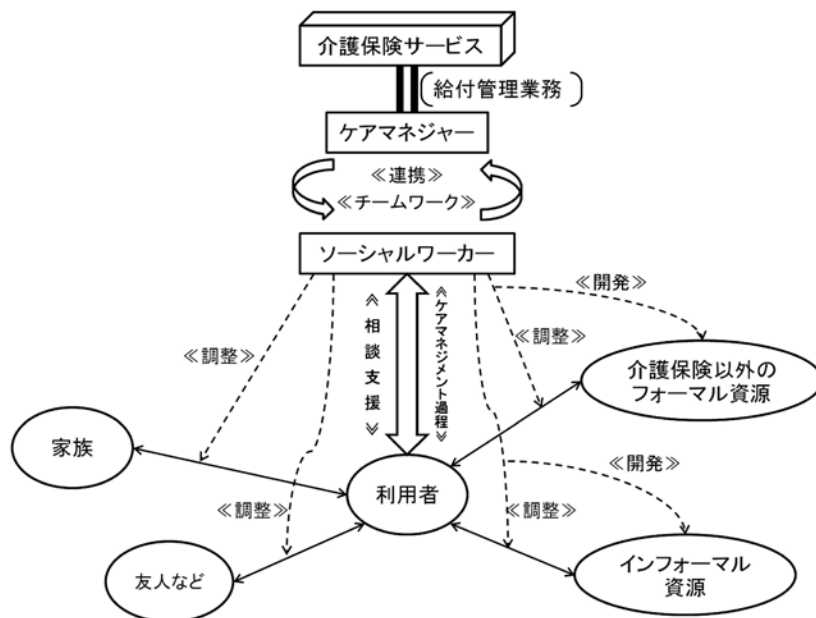 介護保険サービス
給付管理業務
ケアマネジャー
≪連携≫
≪チームワーク≫
ソーシャルワーカー
≪開発≫
≪調整≫
≪相談支援≫
≪ケアマネジメント過程≫
≪調整≫
介護保険以外の
フォーマル資源
家族
利用者
≪開発≫
≪調整≫
≪調整≫
友人など
インフォーマル
資源